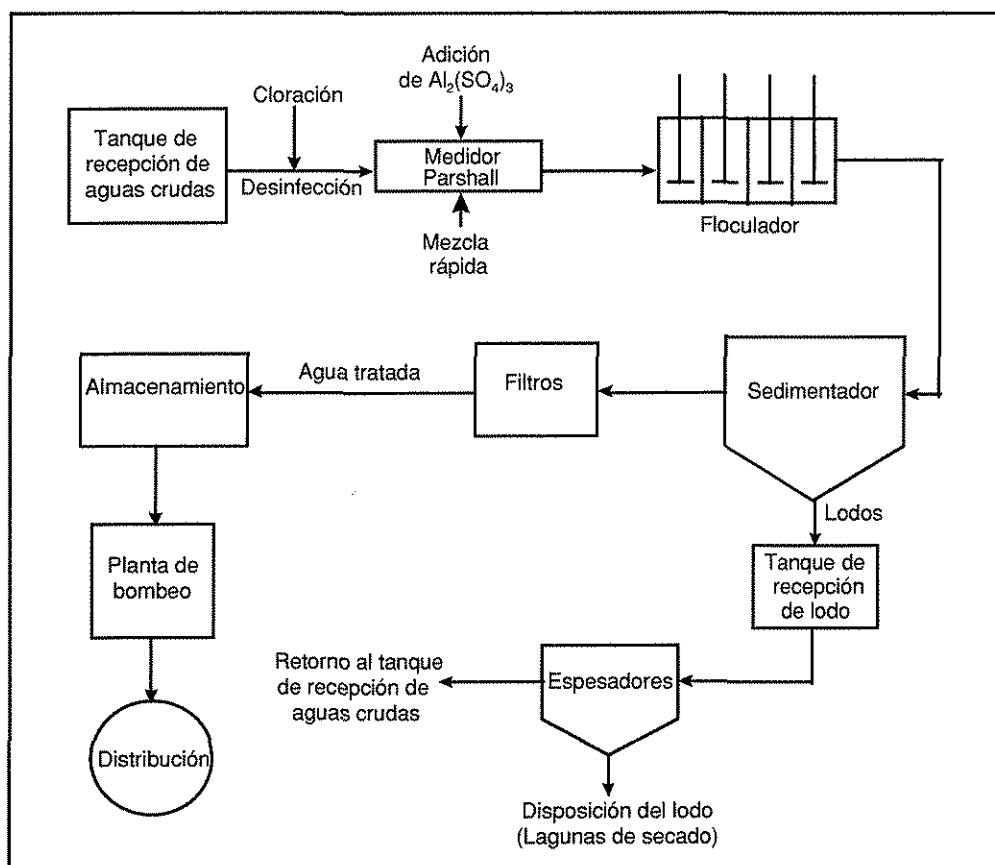 Adición
de Al₂(SO₄)₃
Cloración
Tanque de
recepción de
aguas crudas
Desinfección
Medidor
Parshall
Mezcla
rápida
Floculador
Almacenamiento
Agua tratada
Filtros
Sedimentador
Lodos
Planta de
bombeo
Tanque de
recepción
de lodo
Retorno al tanque
de recepción de
aguas crudas
Espesadores
Distribución
Disposición del lodo
(Lagunas de secado)